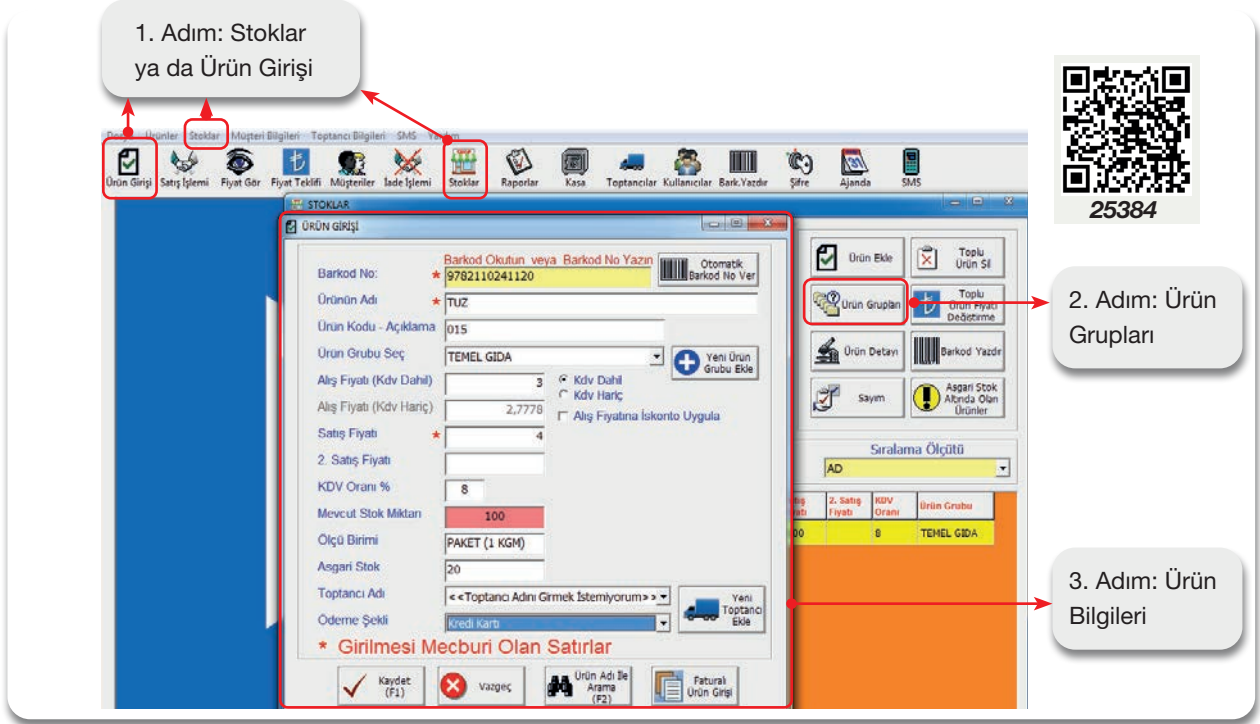 1. Adım: Stoklar
ya da Ürün Girişi
25384
Ürünler Stoklar Müşteri Bilgileri Toptancı Bilgileri SMS
Ürün Girişi Satış İşlemi Fiyat Gör Fiyat Teklifi Müşteriler İade İşlemi Stoklar Raporlar Kasa Toptancılar Kullanıcılar Bark.Yazdır Şifre Ajanda SMS
STOKLAR
ÜRÜN GİRİŞİ
Barkod Okutun veya Barkod No Yazın
Barkod No: * 9782110241120
Otomatik
Barkod No Ver
Ürünün Adı * TUZ
Ürün Kodu - Açıklama 015
Ürün Grubu Seç TEMEL GIDA
Yeni Ürün
Grubu Ekle
Alış Fiyatı (Kdv Dahil) 3
Kdv Dahil
Kdv Hariç
Alış Fiyatı (Kdv Hariç) 2,7778
Alış Fiyatına İskonto Uygula
Satış Fiyatı * 4
2. Satış Fiyatı
KDV Oranı % 8
Mevcut Stok Miktarı 100
Ölçü Birimi PAKET (1 KGM)
Asgari Stok 20
Toptancı Adı <<Toptancı Adını Girmek İstemiyorum>>
Yeni
Toptancı
Ekle
Ödeme Şekli Kredi Kartı
* Girilmesi Mecburi Olan Satırlar
Kaydet
(F1)
Vazgeç
Ürün Adı İle
Arama
(F2)
Faturalı
Ürün Girişi
Ürün Ekle
Toplu
Ürün Sil
Ürün Grupları
Toplu
Ürün Fiyatı
Değiştirme
Ürün Detayı
Barkod Yazdır
Sayım
Asgari Stok
Altında Olan
Ürünler
Sıralama Ölçütü
AD
2. Satış
Fiyatı
KDV
Oranı
Ürün Grubu
8 TEMEL GIDA
2. Adım: Ürün
Grupları
3. Adım: Ürün
Bilgileri